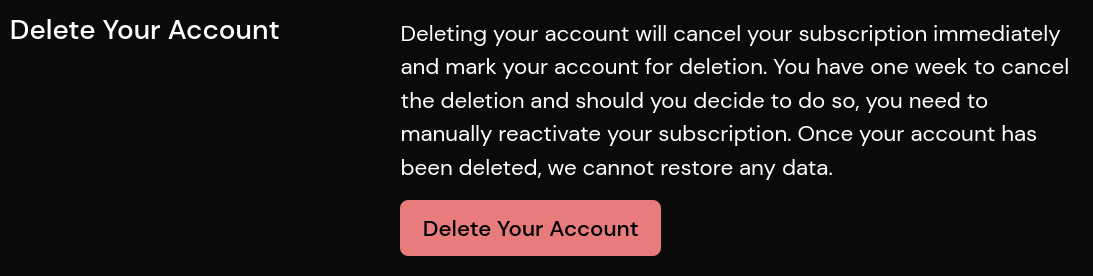 Delete Your Account
Deleting your account will cancel your subscription immediately
and mark your account for deletion. You have one week to cancel
the deletion and should you decide to do so, you need to
manually reactivate your subscription. Once your account has
been deleted, we cannot restore any data.
Delete Your Account